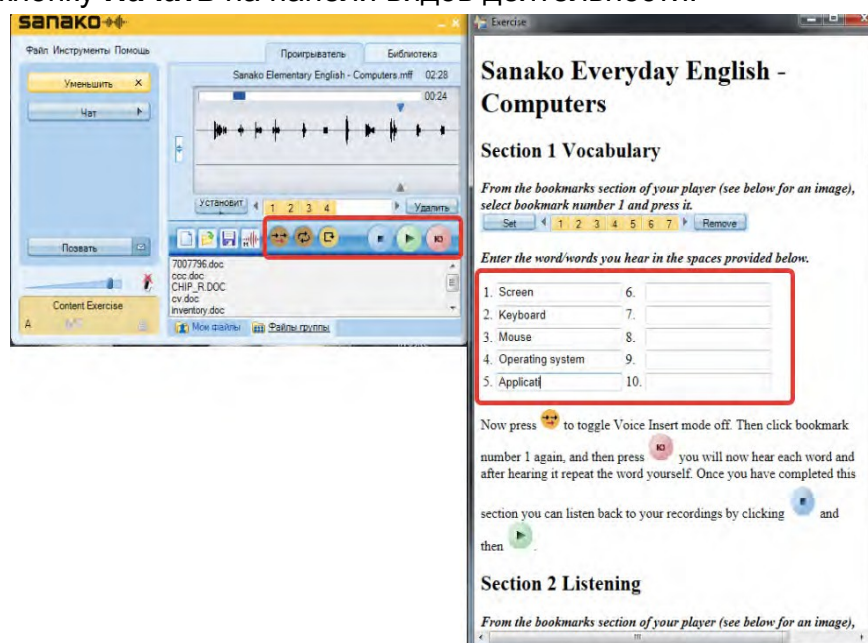 кнопку Начать на панели видов деятельности.
sanako
Файл Инструменты Помощь
Проигрыватель Библиотека
Уменьшить X
Чат
Sanako Elementary English - Computers.mff 02:28
00:24
Установит 1 2 3 4 Удалить
Позвать
7007796.doc
ccc.doc
CHIP_R.DOC
cv.doc
inventory.doc
Content Exercise
A
Мои файлы Файлы группы
Exercise
Sanako Everyday English -
Computers
Section 1 Vocabulary
From the bookmarks section of your player (see below for an image),
select bookmark number 1 and press it.
Set 1 2 3 4 5 6 7 Remove
Enter the word/words you hear in the spaces provided below.
1. Screen 6.
2. Keyboard 7.
3. Mouse 8.
4. Operating system 9.
5. Applicati 10.
Now press to toggle Voice Insert mode off. Then click bookmark
number 1 again, and then press you will now hear each word and
after hearing it repeat the word yourself. Once you have completed this
section you can listen back to your recordings by clicking and
then .
Section 2 Listening
From the bookmarks section of your player (see below for an image),